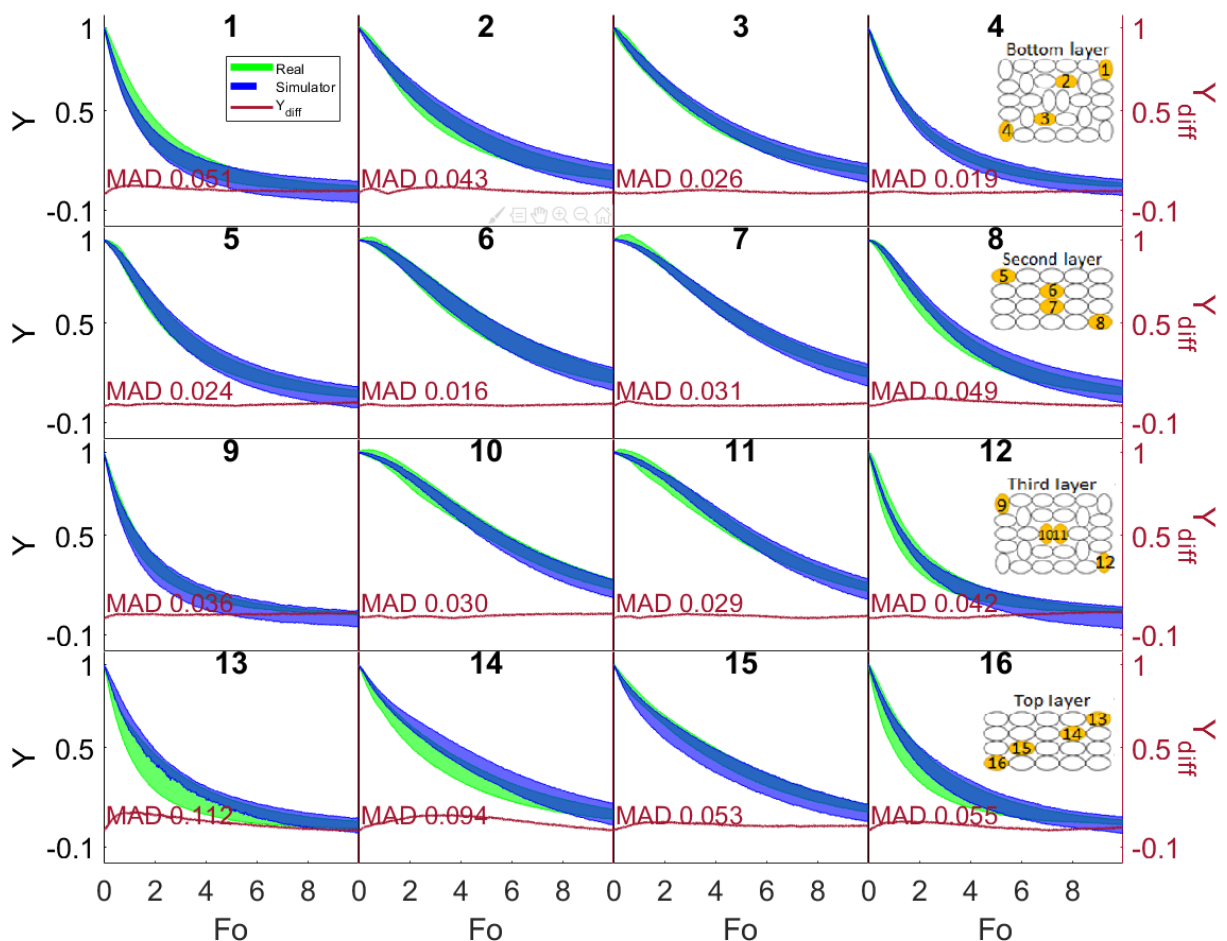 1 2 3 4
1
0.5
-0.1
Y
Real
Simulator
Y_diff
MAD 0.051
MAD 0.043
MAD 0.026
MAD 0.019
Bottom layer
1
2
3
4
1
0.5
-0.1
Y_diff
5 6 7 8
1
0.5
-0.1
Y
MAD 0.024
MAD 0.016
MAD 0.031
MAD 0.049
Second layer
5
6
7
8
1
0.5
-0.1
Y_diff
9 10 11 12
1
0.5
-0.1
Y
MAD 0.036
MAD 0.030
MAD 0.029
MAD 0.042
Third layer
9
10 11
12
1
0.5
-0.1
Y_diff
13 14 15 16
1
0.5
-0.1
Y
MAD 0.112
MAD 0.094
MAD 0.053
MAD 0.055
Top layer
13
14
15
16
1
0.5
-0.1
Y_diff
0 2 4 6 8 0 2 4 6 8 0 2 4 6 8 0 2 4 6 8
Fo Fo Fo Fo